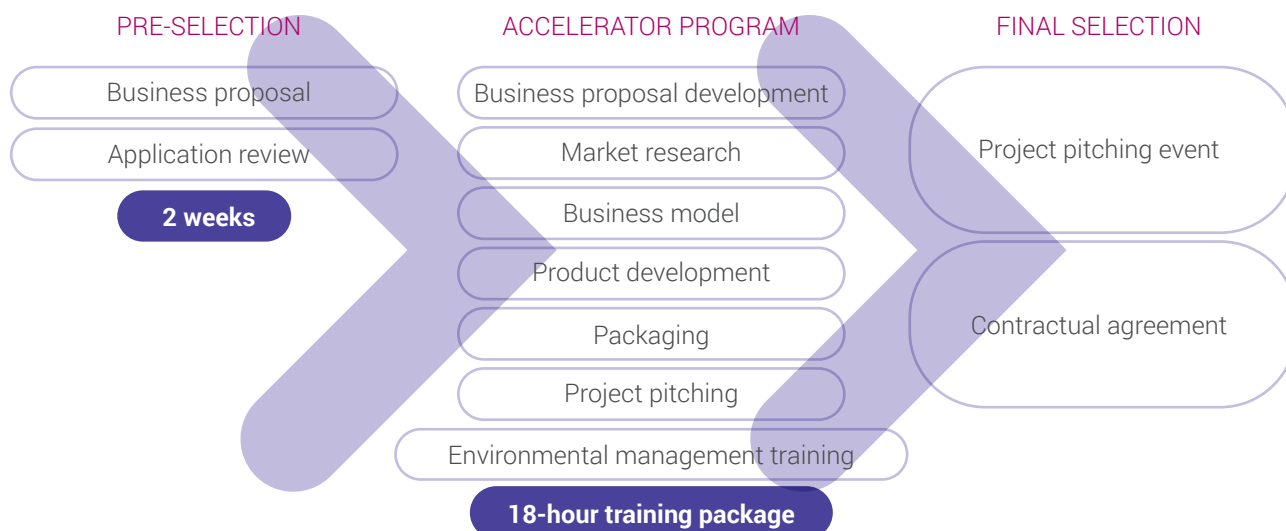 PRE-SELECTION
Business proposal
Application review
2 weeks
ACCELERATOR PROGRAM
Business proposal development
Market research
Business model
Product development
Packaging
Project pitching
Environmental management training
18-hour training package
FINAL SELECTION
Project pitching event
Contractual agreement